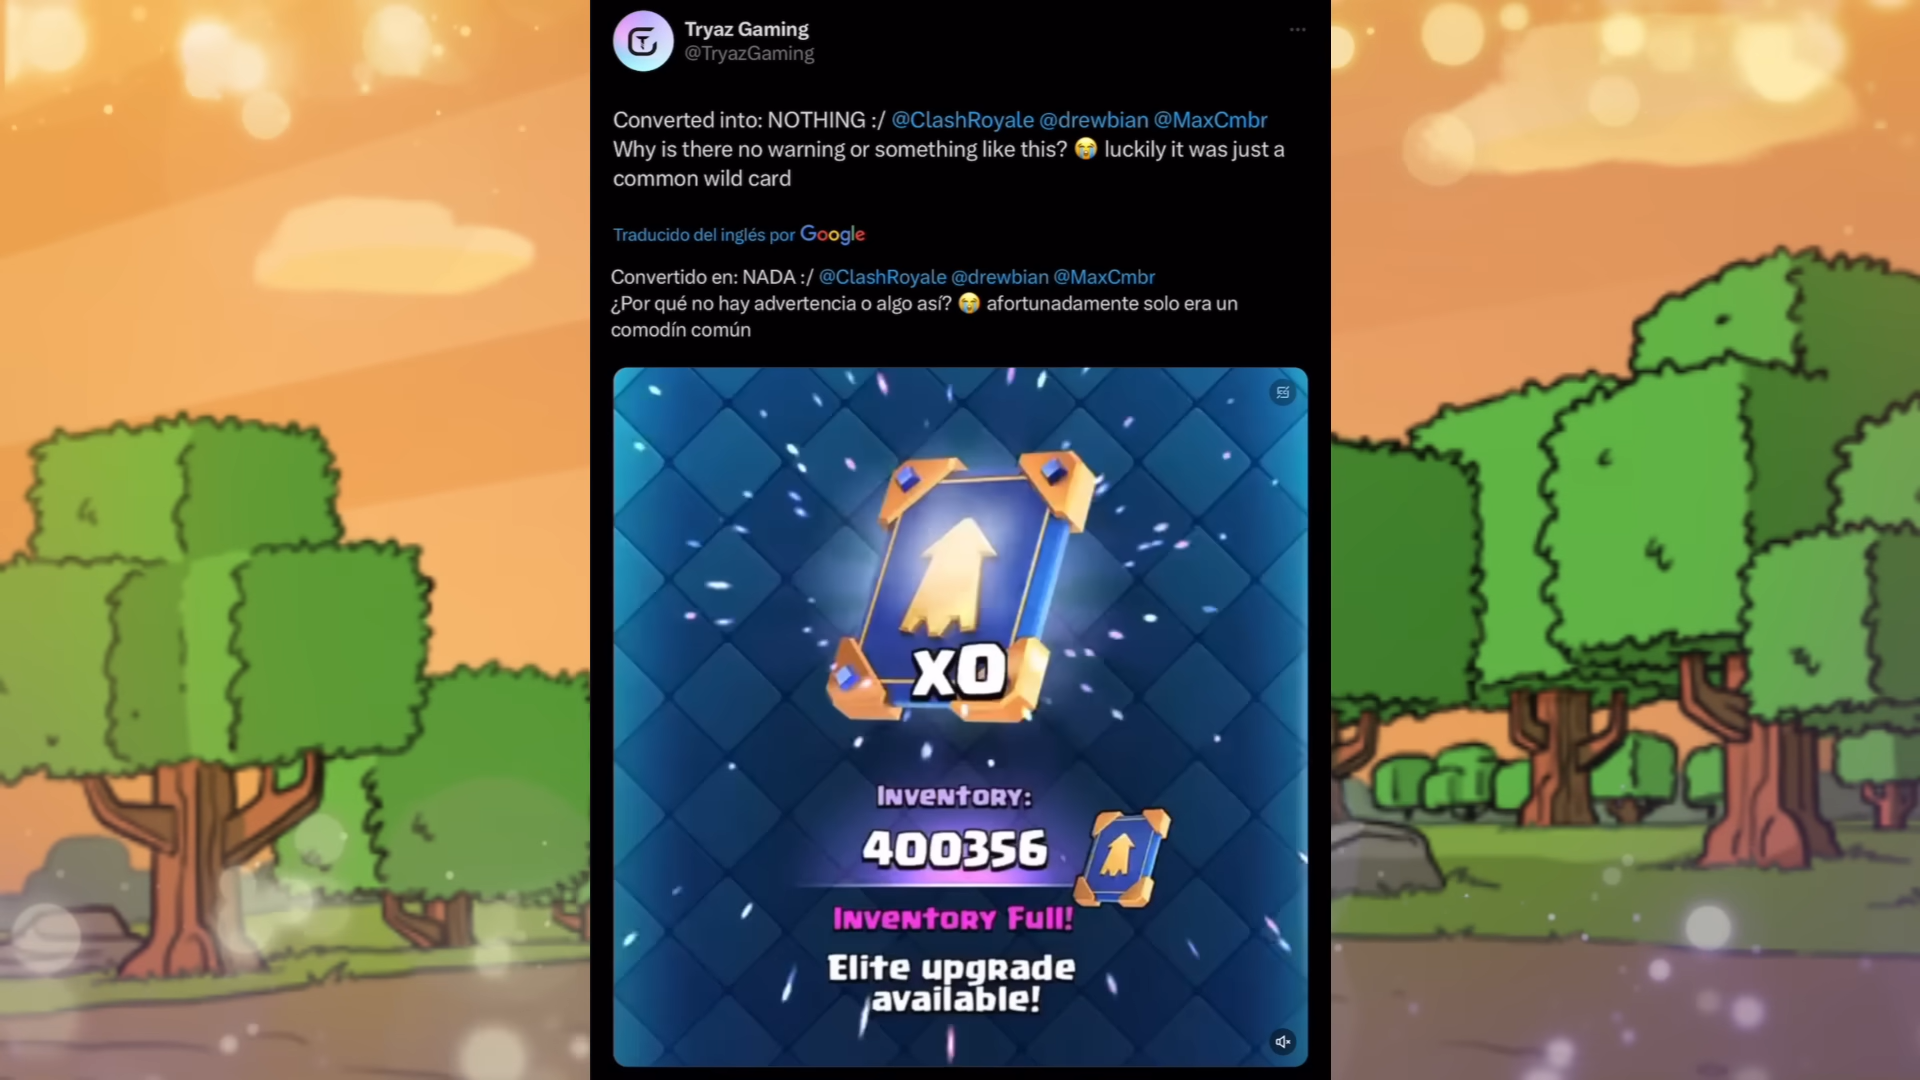 Tryaz Gaming
@TryazGaming
Converted into: NOTHING :/ @ClashRoyale @drewbian @MaxCmbr
Why is there no warning or something like this? 😭 luckily it was just a
common wild card
Traducido del inglés por Google
Convertido en: NADA :/ @ClashRoyale @drewbian @MaxCmbr
¿Por qué no hay advertencia o algo así? 😭 afortunadamente solo era un
comodín común
x0
Inventory:
400356
Inventory Full!
Elite upgrade
available!